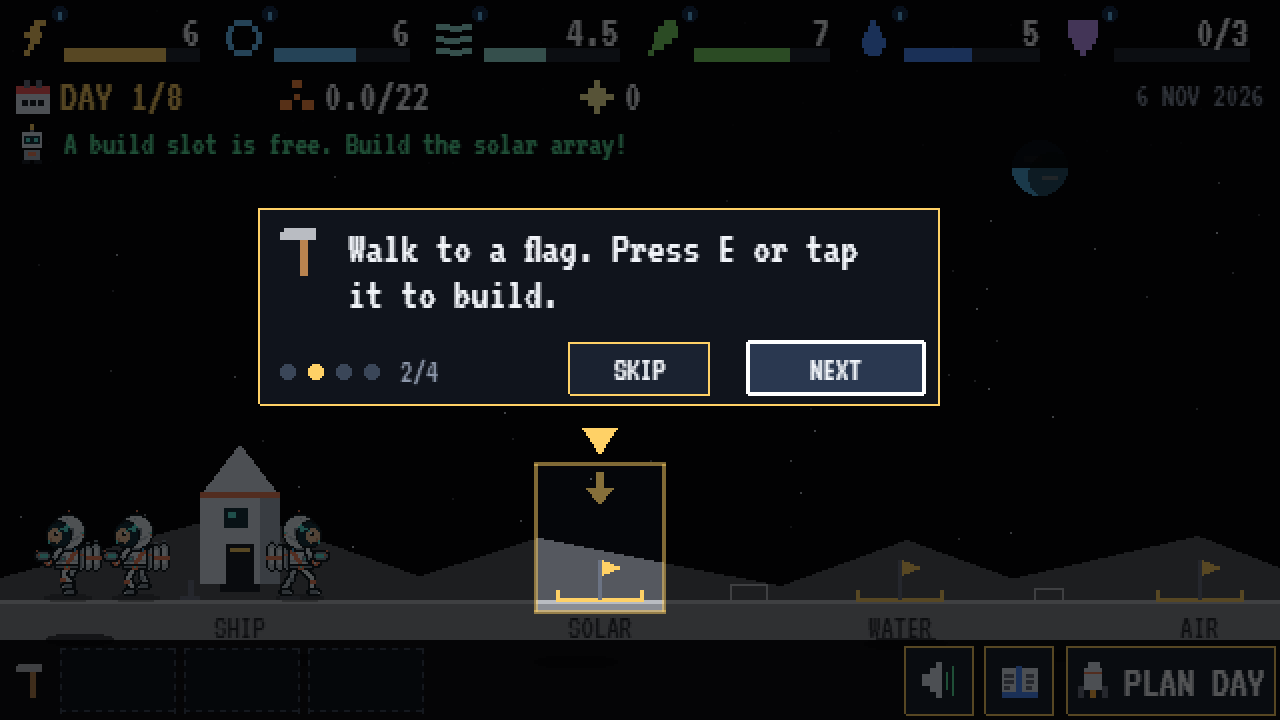 6 6 4.5 7 5 0/3
DAY 1/8 0.0/22 0 6 NOV 2026
A build slot is free. Build the solar array!
Walk to a flag. Press E or tap
it to build.
2/4 SKIP NEXT
SHIP SOLAR WATER AIR
PLAN DAY